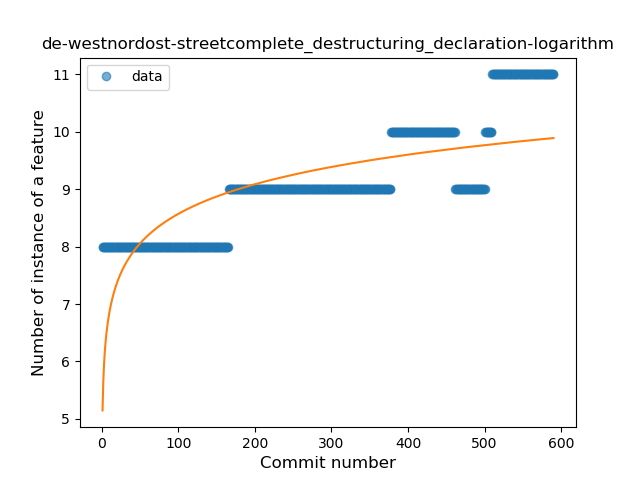 de-westnordost-streetcomplete_destructuring_declaration-logarithm
data
Number of instance of a feature
11
10
9
8
7
6
5
0 100 200 300 400 500 600
Commit number